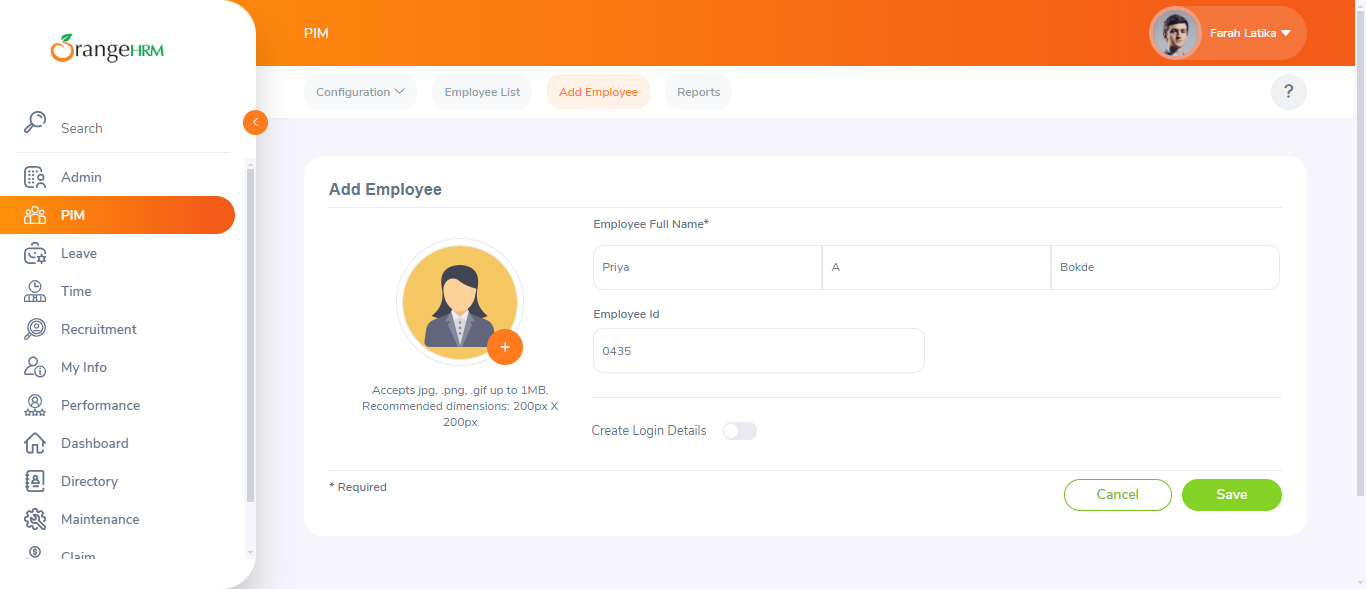 OrangeHRM
PIM
Farah Latika
Search
Configuration
Employee List
Add Employee
Reports
?
Admin
PIM
Leave
Time
Recruitment
My Info
Performance
Dashboard
Directory
Maintenance
Claim
Add Employee
Accepts jpg, .png, .gif up to 1MB.
Recommended dimensions: 200px X
200px
Employee Full Name*
Priya
A
Bokde
Employee Id
0435
Create Login Details
* Required
Cancel
Save